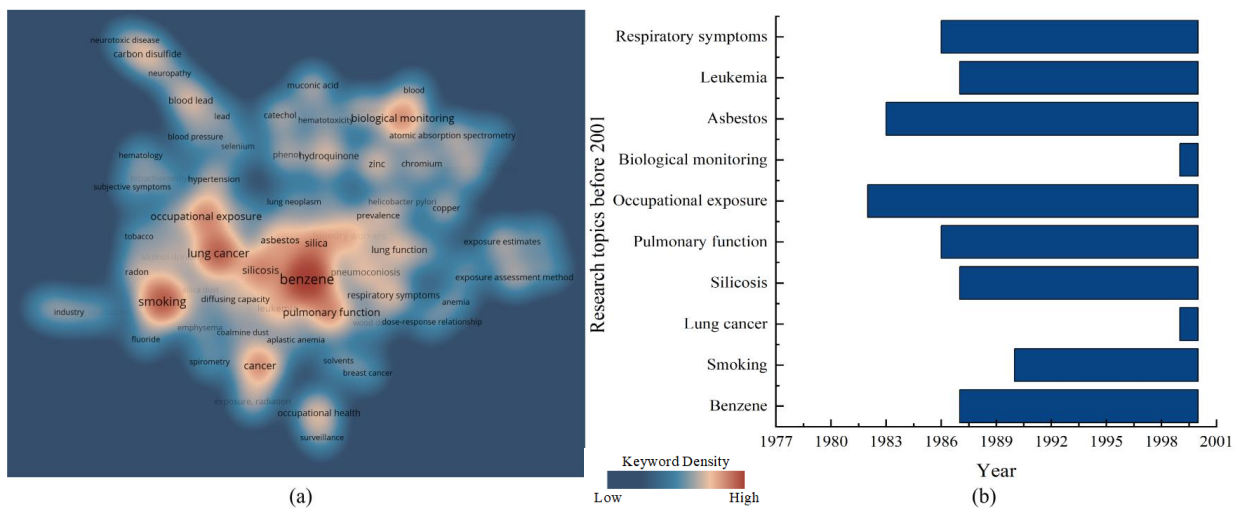 neurotoxic disease
carbon disulfide
neuropathy
blood lead
lead
blood pressure
selenium
muconic acid
blood
catechol
hematotoxicity
biological monitoring
atomic absorption spectrometry
hematology
phenol
hydroquinone
zinc
chromium
subjective symptoms
hypertension
lung neoplasm
helicobacter pylori
copper
prevalence
occupational exposure
tobacco
asbestos
silica
lung function
exposure estimates
lung cancer
radon
silicosis
benzene
pneumoconiosis
exposure assessment method
smoking
diffusing capacity
respiratory symptoms
anemia
industry
pulmonary function
dose-response relationship
fluoride
emphysema
coalmine dust
aplastic anemia
spirometry
cancer
solvents
breast cancer
exposure, radiation
occupational health
surveillance
Keyword Density
Low
High
(a)
Research topics before 2001
Respiratory symptoms
Leukemia
Asbestos
Biological monitoring
Occupational exposure
Pulmonary function
Silicosis
Lung cancer
Smoking
Benzene
1977 1980 1983 1986 1989 1992 1995 1998 2001
Year
(b)